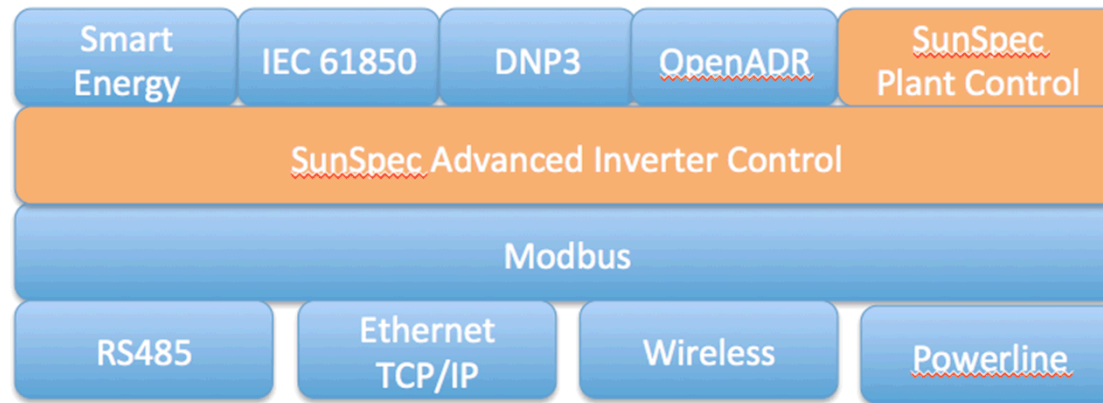 Smart
Energy
IEC 61850
DNP3
OpenADR
SunSpec
Plant Control
SunSpec Advanced Inverter Control
Modbus
RS485
Ethernet
TCP/IP
Wireless
Powerline